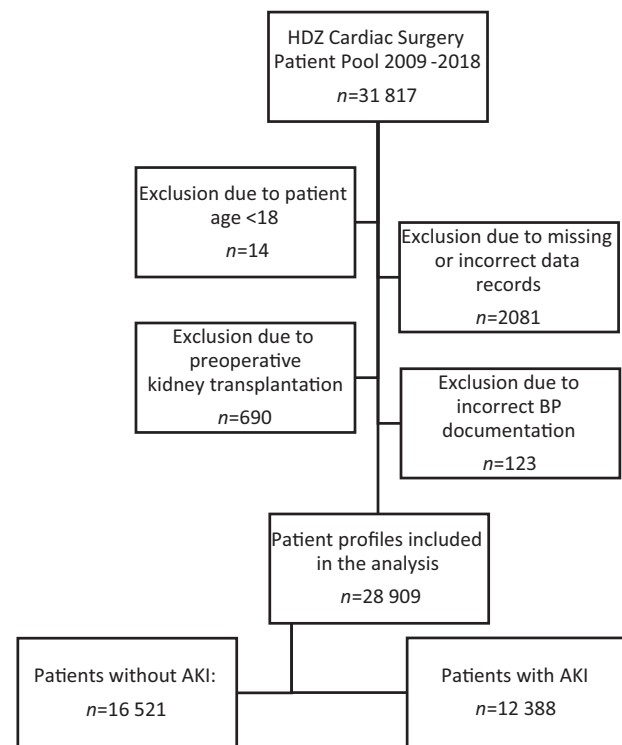 HDZ Cardiac Surgery
Patient Pool 2009 -2018
n=31 817
Exclusion due to patient
age <18
n=14
Exclusion due to missing
or incorrect data
records
n=2081
Exclusion due to
preoperative
kidney transplantation
n=690
Exclusion due to
incorrect BP
documentation
n=123
Patient profiles included
in the analysis
n=28 909
Patients without AKI:
n=16 521
Patients with AKI
n=12 388